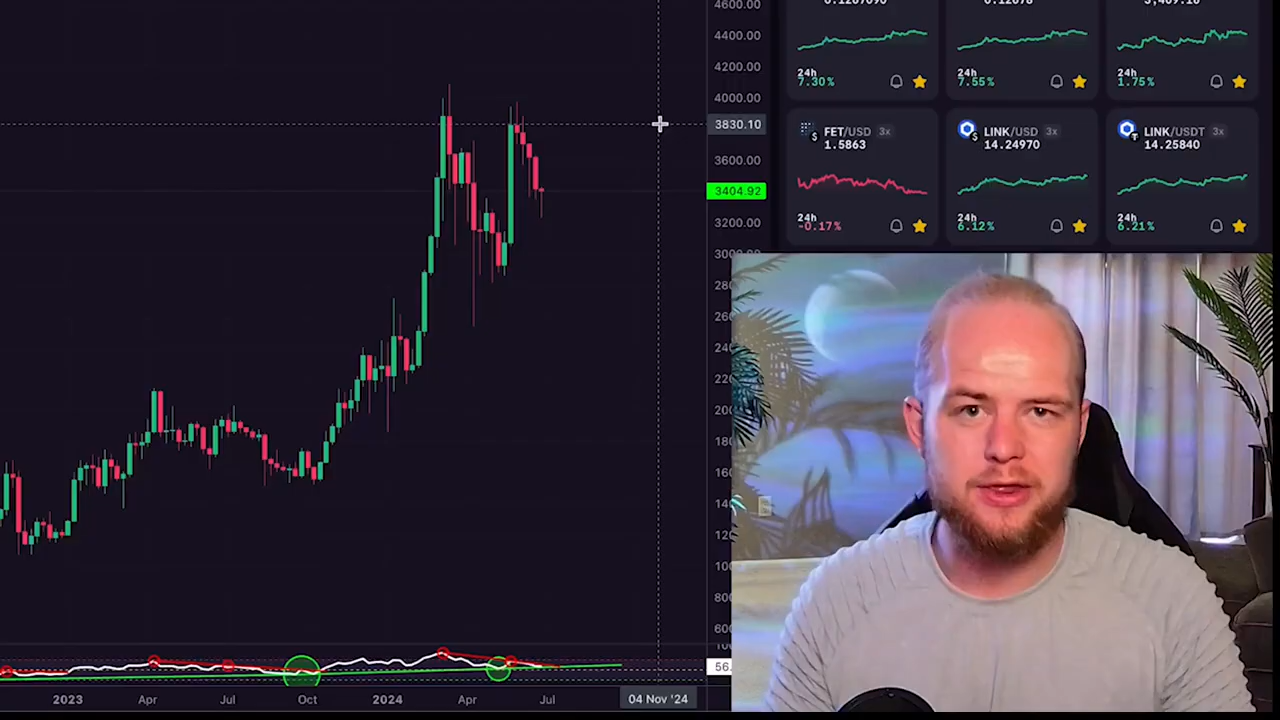 4600.00
4400.00
4200.00
4000.00
3830.10
3600.00
3404.92
3200.00
04 Nov '24
2023
Apr
Jul
Oct
2024
Apr
Jul
56.
24h
7.30%
24h
7.55%
24h
1.75%
FET/USD 3x
1.5863
24h
-0.17%
LINK/USD 3x
14.24970
24h
6.12%
LINK/USDT 3x
14.25840
24h
6.21%